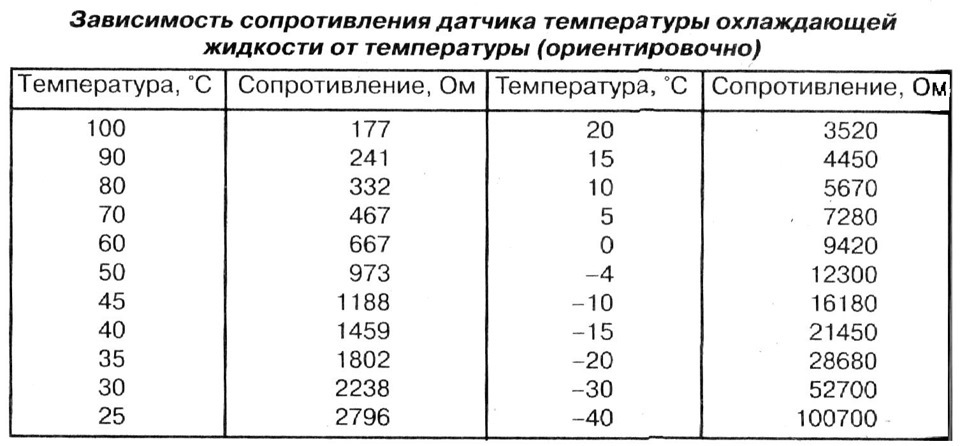 Зависимость сопротивления датчика температуры охлаждающей
жидкости от температуры (ориентировочно)
Температура, °С Сопротивление, Ом Температура, °С Сопротивление, Ом
100 177 20 3520
90 241 15 4450
80 332 10 5670
70 467 5 7280
60 667 0 9420
50 973 –4 12300
45 1188 –10 16180
40 1459 –15 21450
35 1802 –20 28680
30 2238 –30 52700
25 2796 –40 100700